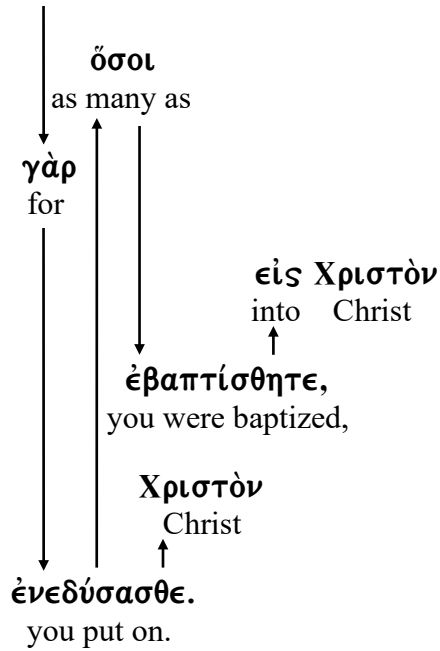 ὅσοι
as many as
γὰρ
for
εἰς Χριστὸν
into Christ
ἐβαπτίσθητε,
you were baptized,
Χριστὸν
Christ
ἐνεδύσασθε.
you put on.